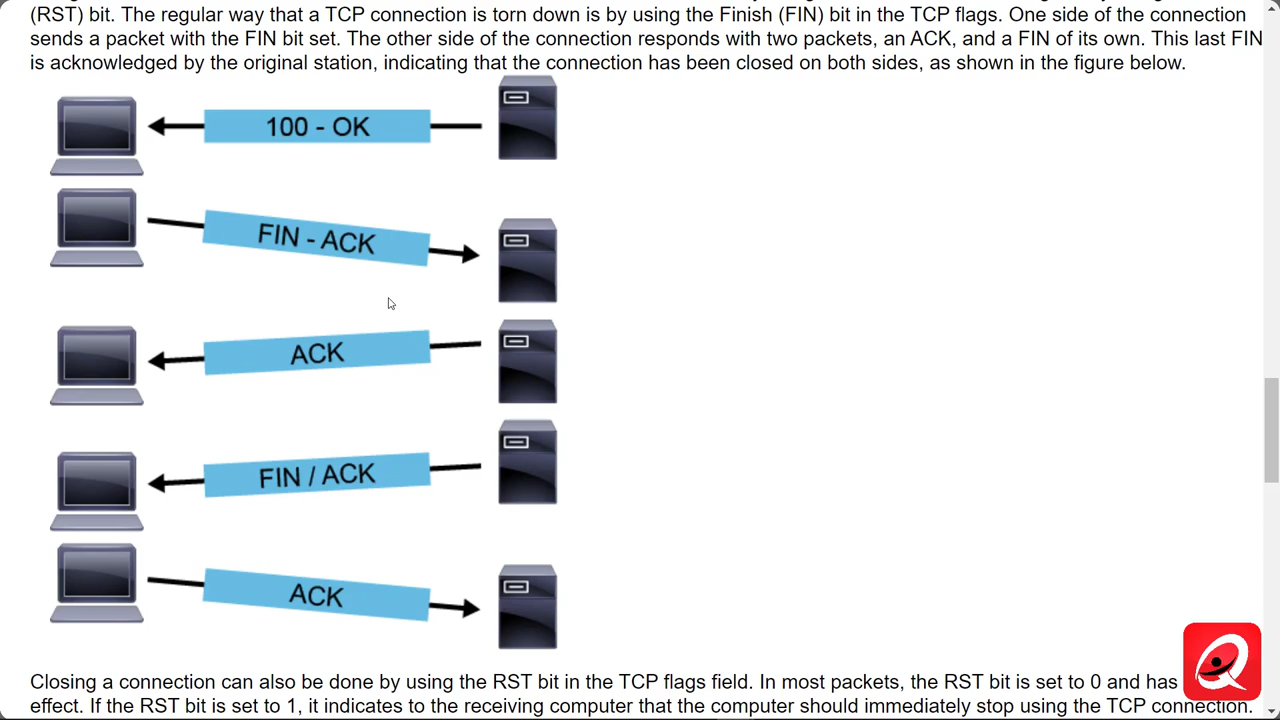 (RST) bit. The regular way that a TCP connection is torn down is by using the Finish (FIN) bit in the TCP flags. One side of the connection
sends a packet with the FIN bit set. The other side of the connection responds with two packets, an ACK, and a FIN of its own. This last FIN
is acknowledged by the original station, indicating that the connection has been closed on both sides, as shown in the figure below.
100 - OK
FIN - ACK
ACK
FIN / ACK
ACK
Closing a connection can also be done by using the RST bit in the TCP flags field. In most packets, the RST bit is set to 0 and has
effect. If the RST bit is set to 1, it indicates to the receiving computer that the computer should immediately stop using the TCP connection.